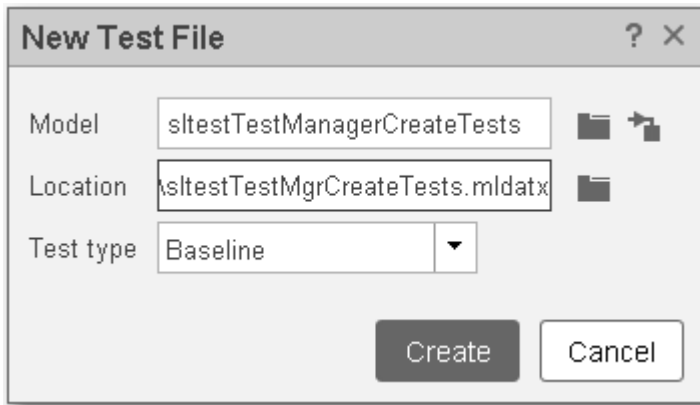 New Test File ? ×
Model sltestTestManagerCreateTests
Location \sltestTestMgrCreateTests.mldatx
Test type Baseline
Create Cancel